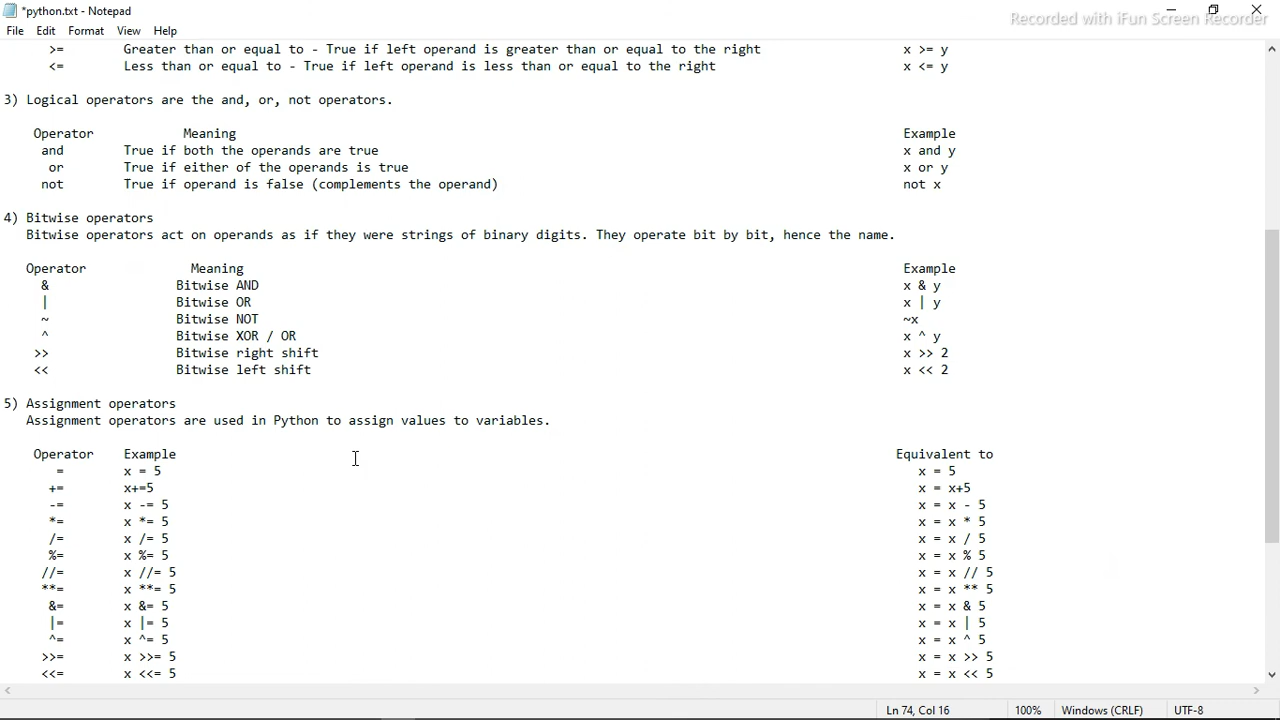 *python.txt - Notepad
Recorded with iFun Screen Recorder
File Edit Format View Help
>= Greater than or equal to - True if left operand is greater than or equal to the right x >= y
<= Less than or equal to - True if left operand is less than or equal to the right x <= y
3) Logical operators are the and, or, not operators.
Operator Meaning Example
and True if both the operands are true x and y
or True if either of the operands is true x or y
not True if operand is false (complements the operand) not x
4) Bitwise operators
Bitwise operators act on operands as if they were strings of binary digits. They operate bit by bit, hence the name.
Operator Meaning Example
& Bitwise AND x & y
| Bitwise OR x | y
~ Bitwise NOT ~x
^ Bitwise XOR / OR x ^ y
>> Bitwise right shift x >> 2
<< Bitwise left shift x << 2
5) Assignment operators
Assignment operators are used in Python to assign values to variables.
Operator Example Equivalent to
= x = 5 x = 5
+= x+=5 x = x+5
-= x -= 5 x = x - 5
*= x *= 5 x = x * 5
/= x /= 5 x = x / 5
%= x %= 5 x = x % 5
//= x //= 5 x = x // 5
**= x **= 5 x = x ** 5
&= x &= 5 x = x & 5
|= x |= 5 x = x | 5
^= x ^= 5 x = x ^ 5
>>= x >>= 5 x = x >> 5
<<= x <<= 5 x = x << 5
Ln 74, Col 16 100% Windows (CRLF) UTF-8